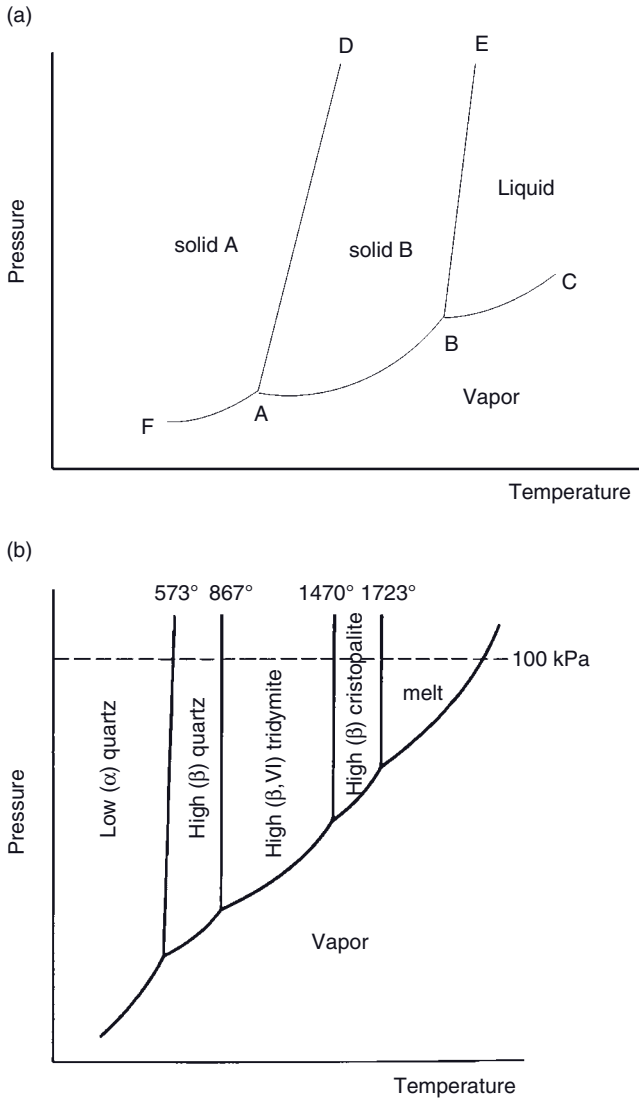 (a)
D
E
Pressure
Liquid
solid A
solid B
C
B
F
A
Vapor
Temperature
(b)
573° 867° 1470° 1723°
100 kPa
Pressure
Low (α) quartz
High (β) quartz
High (β,VI) tridymite
High (β) cristopalite
melt
Vapor
Temperature